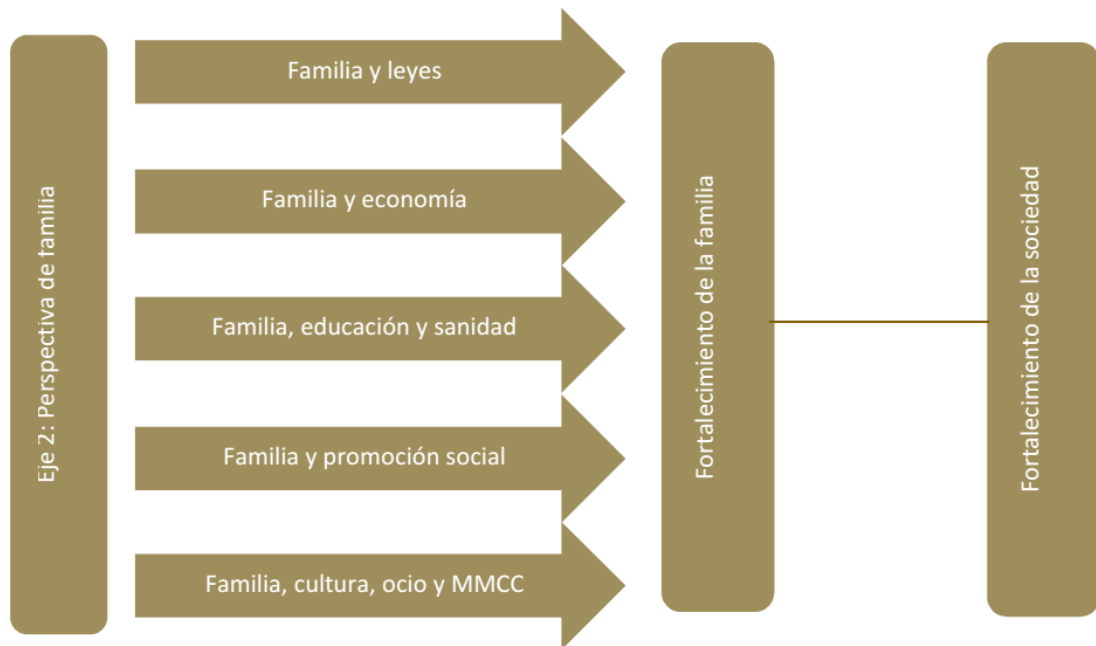 Eje 2: Perspectiva de familia
Familia y leyes
Familia y economía
Familia, educación y sanidad
Familia y promoción social
Familia, cultura, ocio y MMCC
Fortalecimiento de la familia
Fortalecimiento de la sociedad